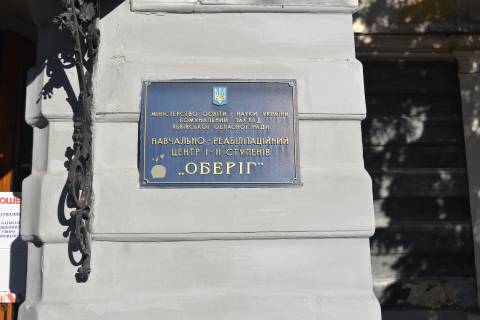 МІНІСТЕРСТВО ОСВІТИ І НАУКИ УКРАЇНИ
КОМУНАЛЬНИЙ ЗАКЛАД
ЛЬВІВСЬКОЇ ОБЛАСНОЇ РАДИ
НАВЧАЛЬНО - РЕАБІЛІТАЦІЙНИЙ
ЦЕНТР І-ІІ СТУПЕНІВ
„ОБЕРІГ"